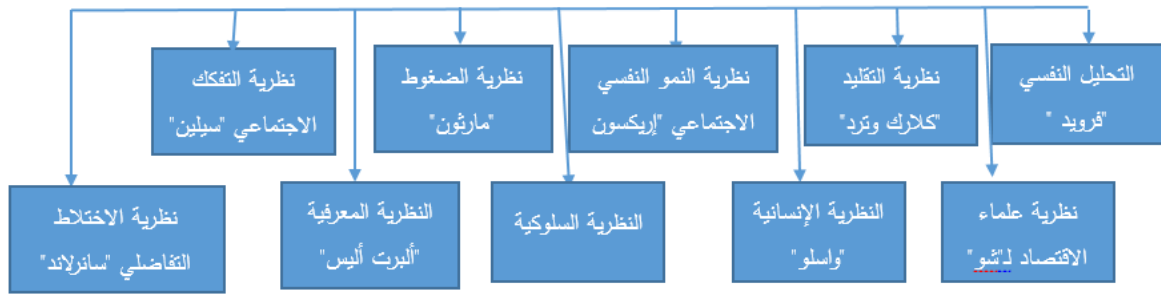 التحليل النفسي
"فرويد "
نظرية التقليد
"كلارك وترد"
نظرية النمو النفسي
الاجتماعي "إريكسون
نظرية الضغوط
"مارثون"
نظرية التفكك
الاجتماعي "سيلين"
نظرية علماء
الاقتصاد لـ"شو"
النظرية الإنسانية
"واسلو"
النظرية السلوكية
النظرية المعرفية
"ألبرت أليس"
نظرية الاختلاط
التفاضلي "سانرلاند"